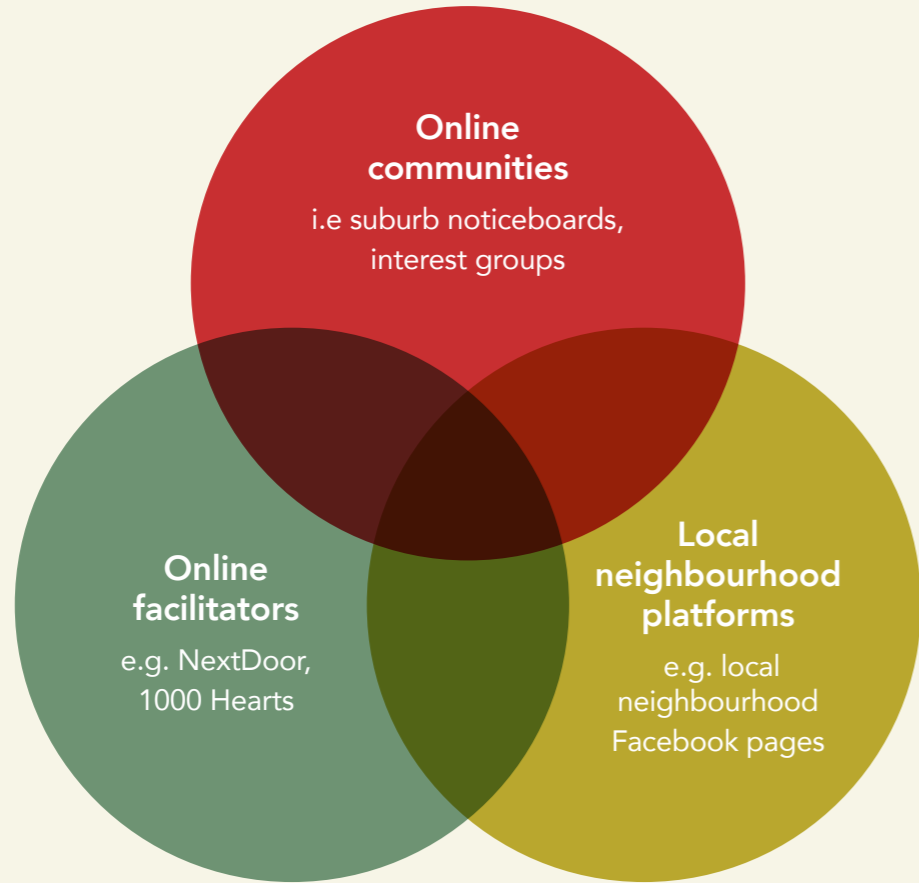 Online
communities
i.e suburb noticeboards,
interest groups
Online
facilitators
e.g. NextDoor,
1000 Hearts
Local
neighbourhood
platforms
e.g. local
neighbourhood
Facebook pages